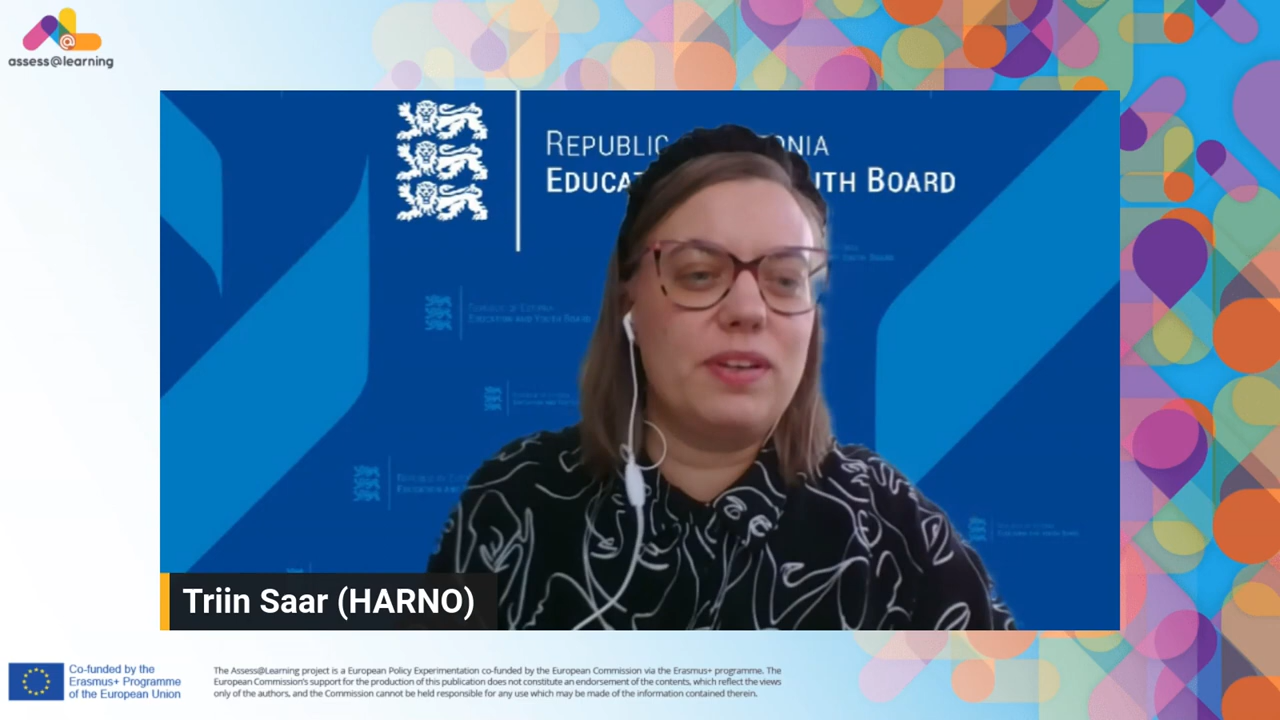 assess@learning
REPUBLIC ONIA
EDUCA UTH BOARD
Triin Saar (HARNO)
Co-funded by the
Erasmus+ Programme
of the European Union
The Assess@Learning project is a European Policy Experimentation co-funded by the European Commission via the Erasmus+ programme. The
European Commission's support for the production of this publication does not constitute an endorsement of the contents, which reflect the views
only of the authors, and the Commission cannot be held responsible for any use which may be made of the information contained therein.